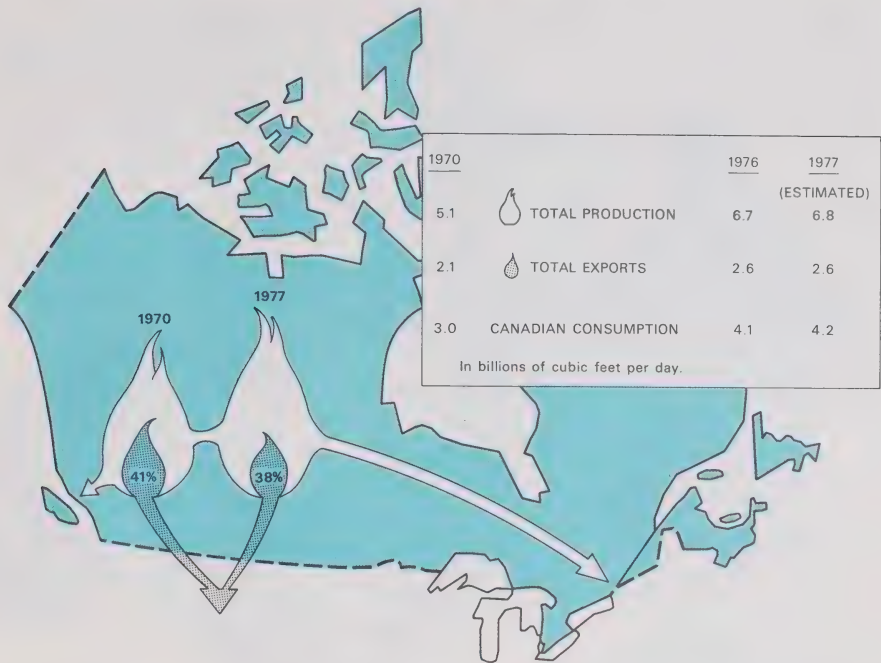 1970 1976 1977
(ESTIMATED)
5.1 TOTAL PRODUCTION 6.7 6.8
2.1 TOTAL EXPORTS 2.6 2.6
3.0 CANADIAN CONSUMPTION 4.1 4.2
In billions of cubic feet per day.
1970
1977
41%
38%